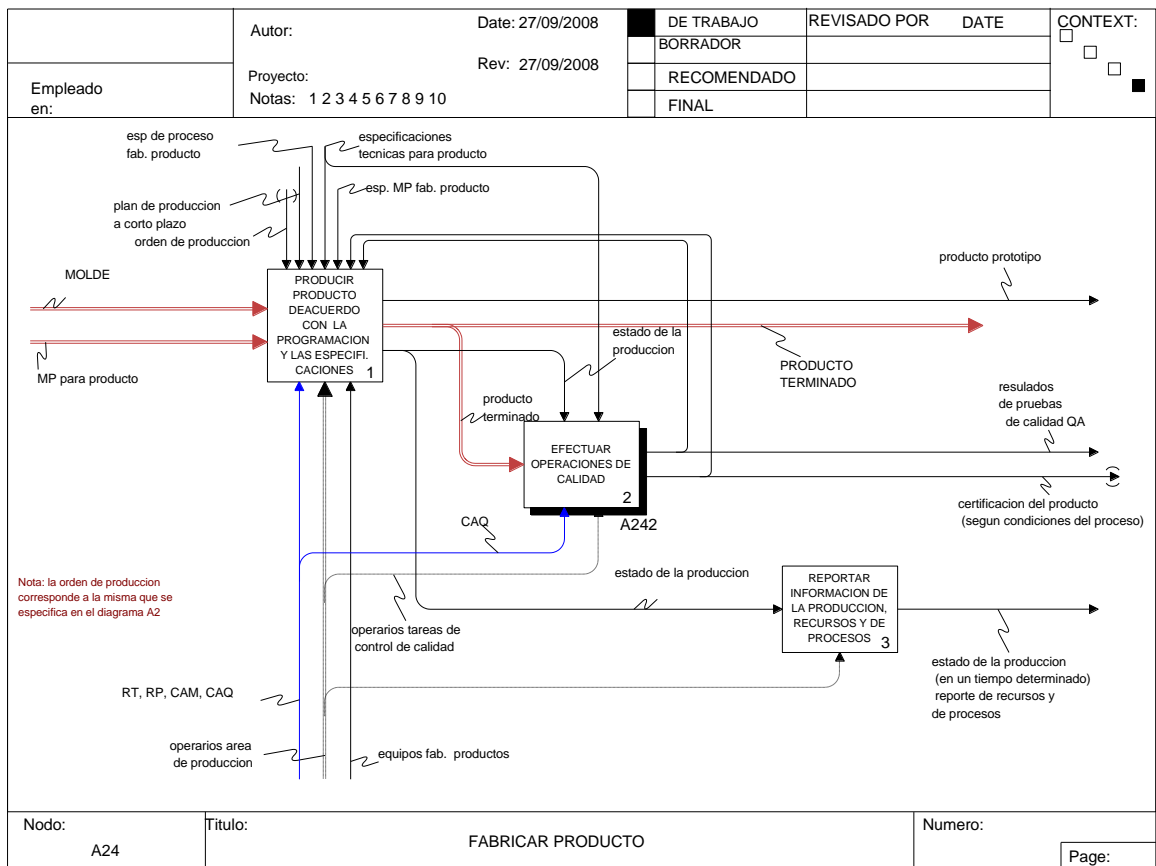 Autor:
Date: 27/09/2008
DE TRABAJO
REVISADO POR
DATE
CONTEXT:
BORRADOR
Rev: 27/09/2008
Empleado
en:
Proyecto:
RECOMENDADO
Notas: 1 2 3 4 5 6 7 8 9 10
FINAL
esp de proceso
fab. producto
especificaciones
tecnicas para producto
esp. MP fab. producto
plan de produccion
a corto plazo
orden de produccion
MOLDE
MP para producto
PRODUCIR
PRODUCTO
DEACUERDO
CON LA
PROGRAMACION
Y LAS ESPECIFI.
CACIONES
1
producto prototipo
estado de la
produccion
PRODUCTO
TERMINADO
producto
terminado
resulados
de pruebas
de calidad QA
EFECTUAR
OPERACIONES DE
CALIDAD
2
A242
certificacion del producto
(segun condiciones del proceso)
CAQ
Nota: la orden de produccion
corresponde a la misma que se
especifica en el diagrama A2
estado de la produccion
REPORTAR
INFORMACION DE
LA PRODUCCION,
RECURSOS Y DE
PROCESOS
3
operarios tareas de
control de calidad
estado de la produccion
(en un tiempo determinado)
reporte de recursos y
de procesos
RT, RP, CAM, CAQ
operarios area
de produccion
equipos fab. productos
Nodo:
A24
Titulo:
FABRICAR PRODUCTO
Numero:
Page: